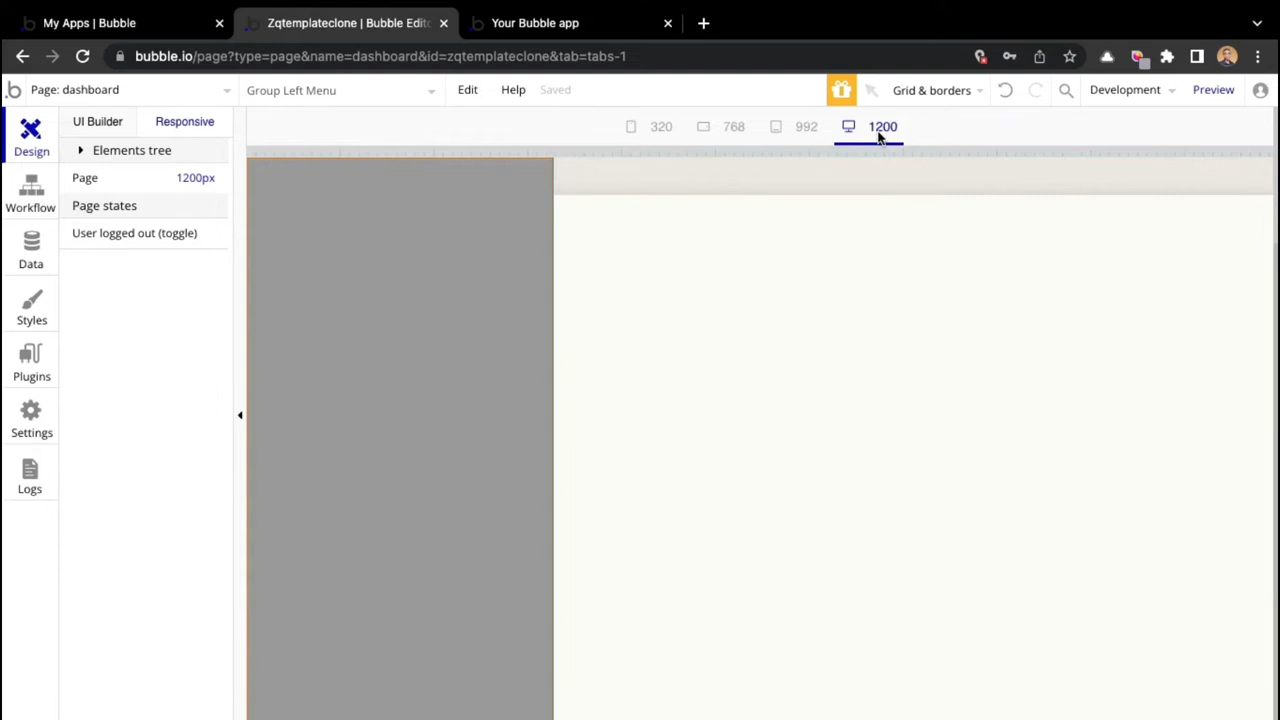 My Apps | Bubble
Zqtemplateclone | Bubble Edito
Your Bubble app
bubble.io/page?type=page&name=dashboard&id=zqtemplateclone&tab=tabs-1
Page: dashboard
Group Left Menu
Edit
Help
Saved
Grid & borders
Development
Preview
Design
UI Builder
Responsive
320
768
992
1200
Elements tree
Page
1200px
Page states
User logged out (toggle)
Workflow
Data
Styles
Plugins
Settings
Logs